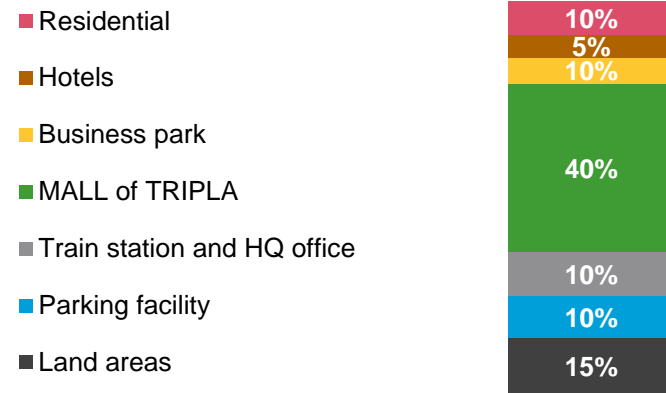 Residential
Hotels
Business park
MALL of TRIPLA
Train station and HQ office
Parking facility
Land areas
10%
5%
10%
40%
10%
10%
15%